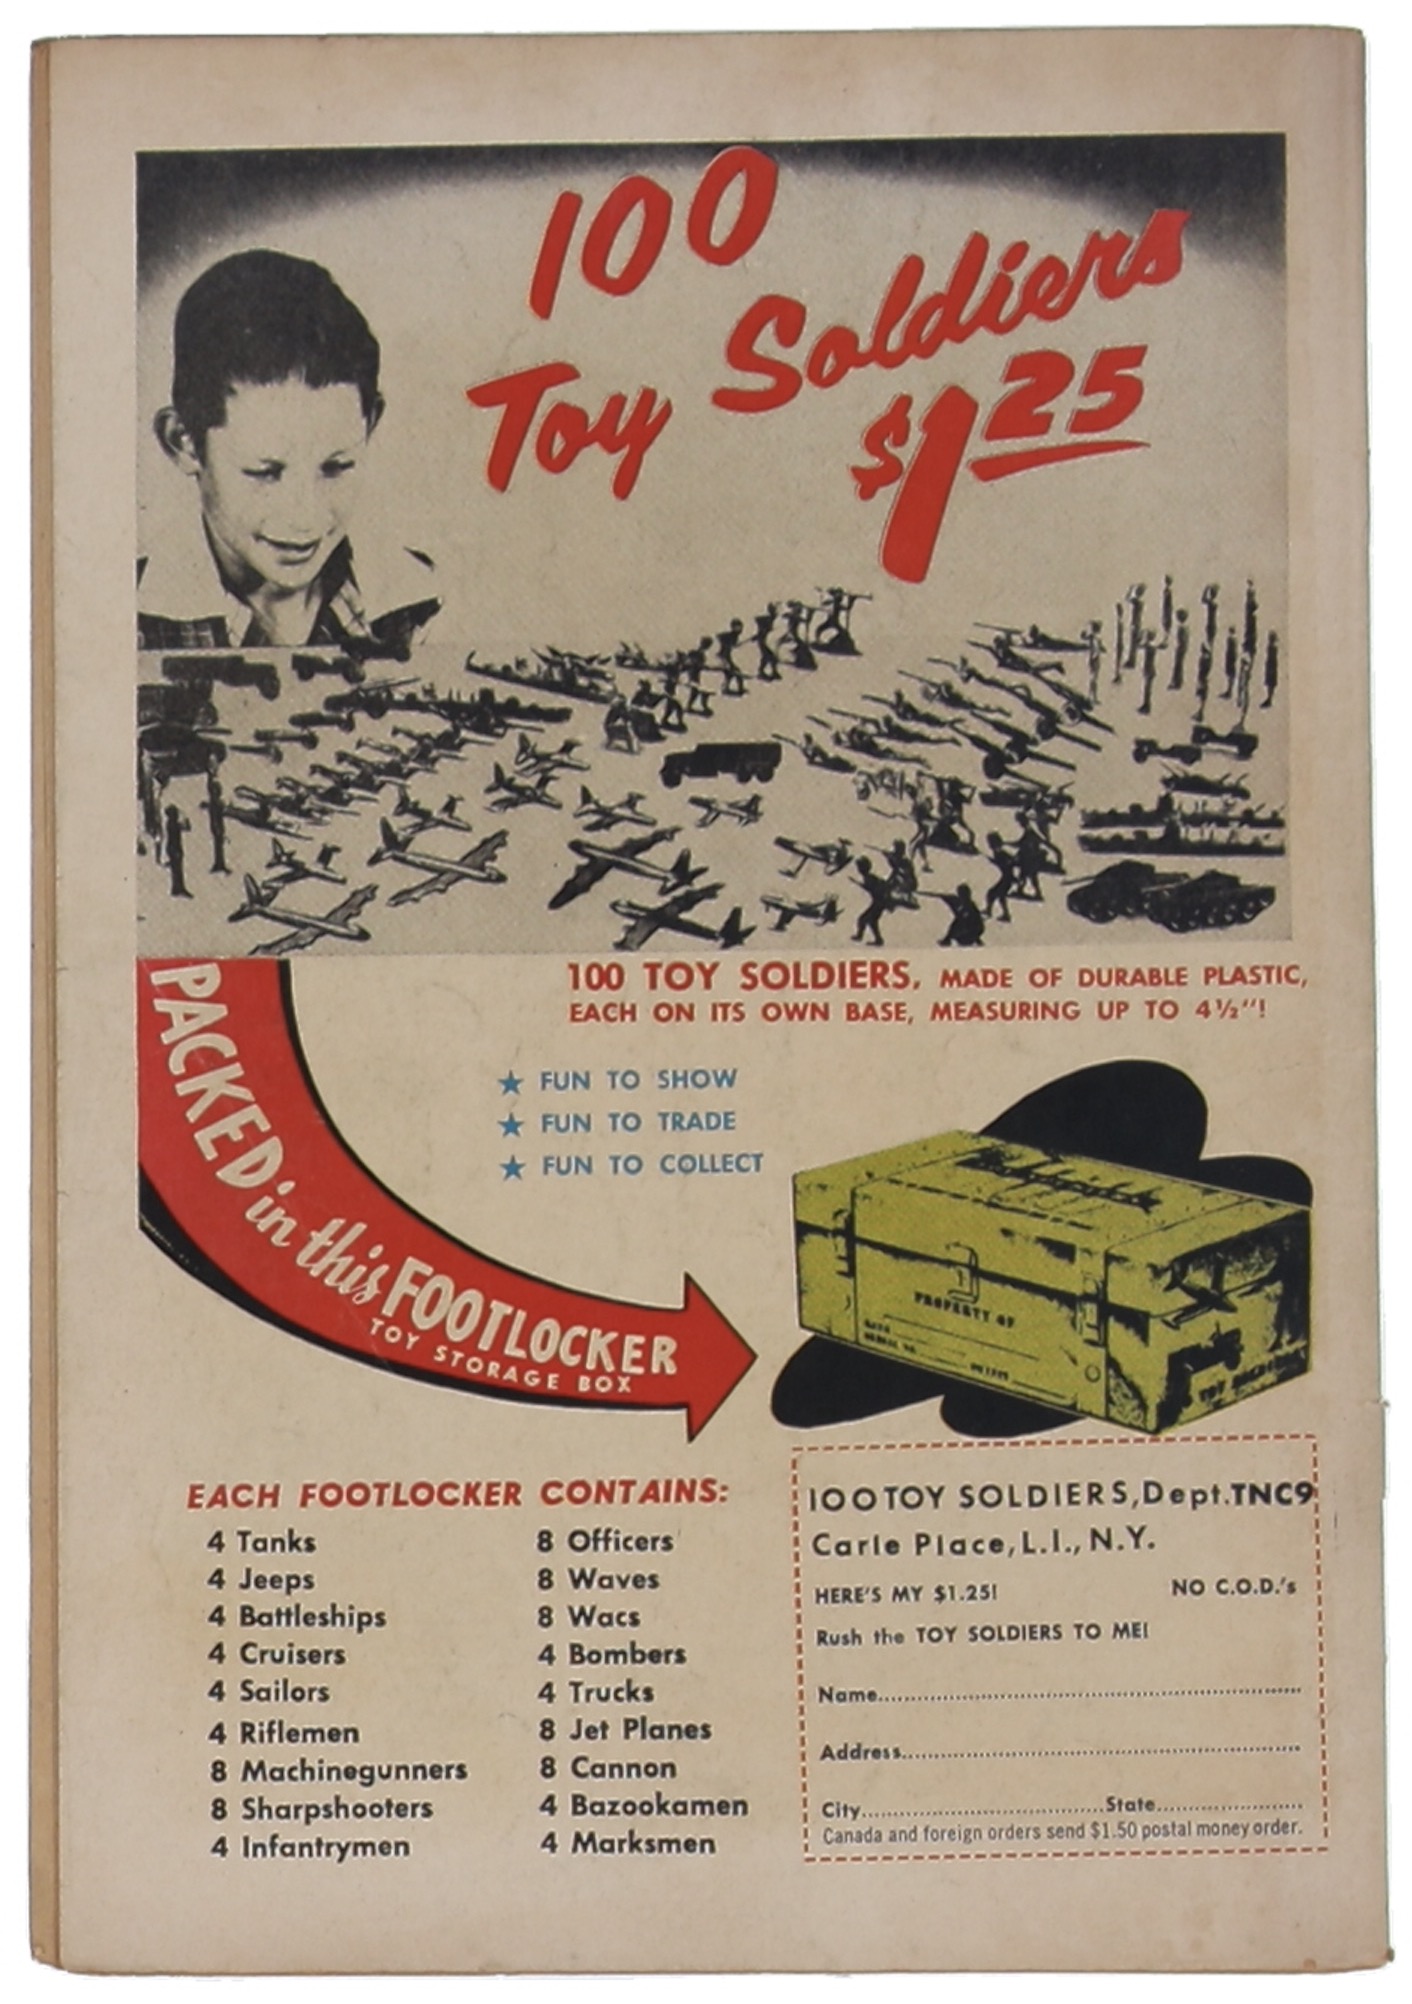 100
Toy Soldiers
$1.25
100 TOY SOLDIERS, MADE OF DURABLE PLASTIC,
EACH ON ITS OWN BASE, MEASURING UP TO 4½"!
★ FUN TO SHOW
★ FUN TO TRADE
★ FUN TO COLLECT
PACKED in this FOOTLOCKER
TOY STORAGE BOX
PROPERTY OF
EACH FOOTLOCKER CONTAINS:
4 Tanks
4 Jeeps
4 Battleships
4 Cruisers
4 Sailors
4 Riflemen
8 Machinegunners
8 Sharpshooters
4 Infantrymen
8 Officers
8 Waves
8 Wacs
4 Bombers
4 Trucks
8 Jet Planes
8 Cannon
4 Bazookamen
4 Marksmen
100 TOY SOLDIERS, Dept. TNC9
Carle Place, L.I., N.Y.
HERE'S MY $1.25! NO C.O.D.'s
Rush the TOY SOLDIERS TO ME!
Name
Address
City State
Canada and foreign orders send $1.50 postal money order.